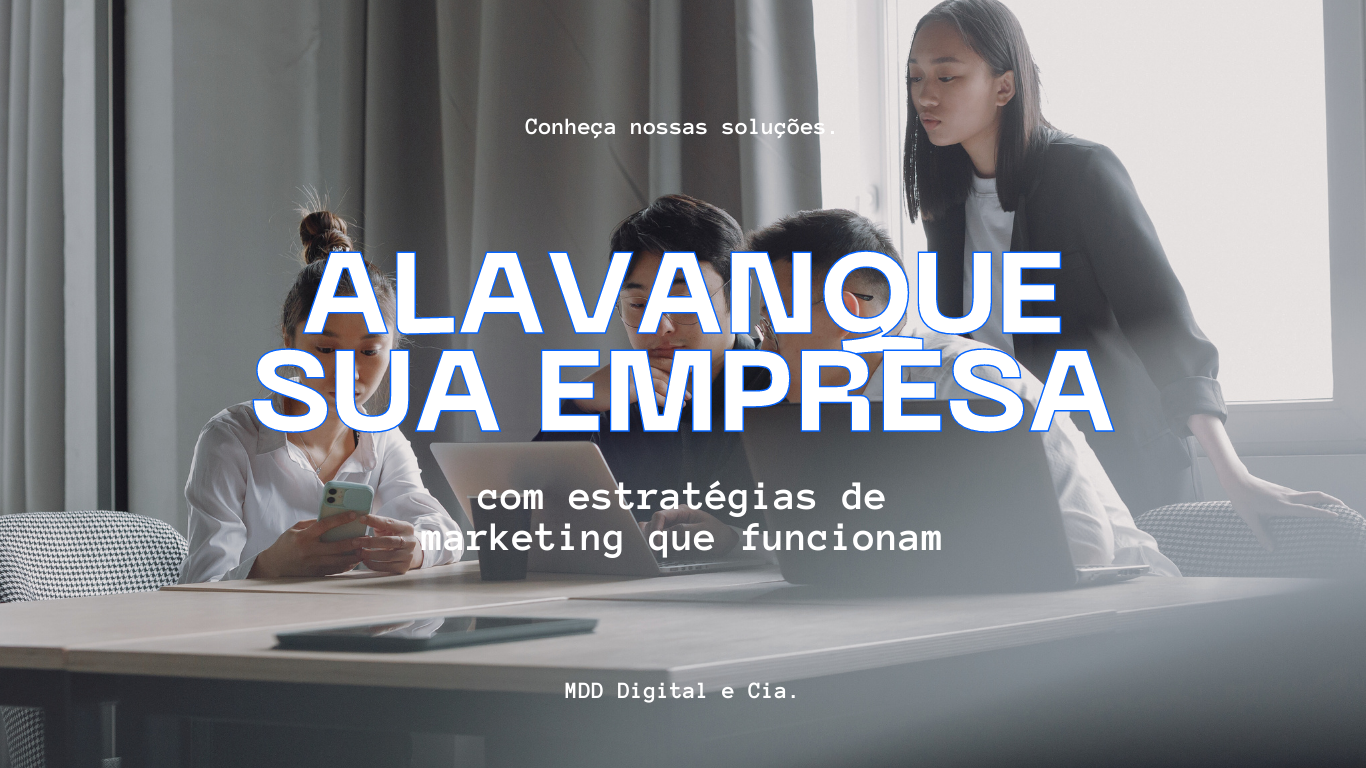 Conheça nossas soluções.
ALAVANQUE
SUA EMPRESA
com estratégias de
marketing que funcionam
MDD Digital e Cia.